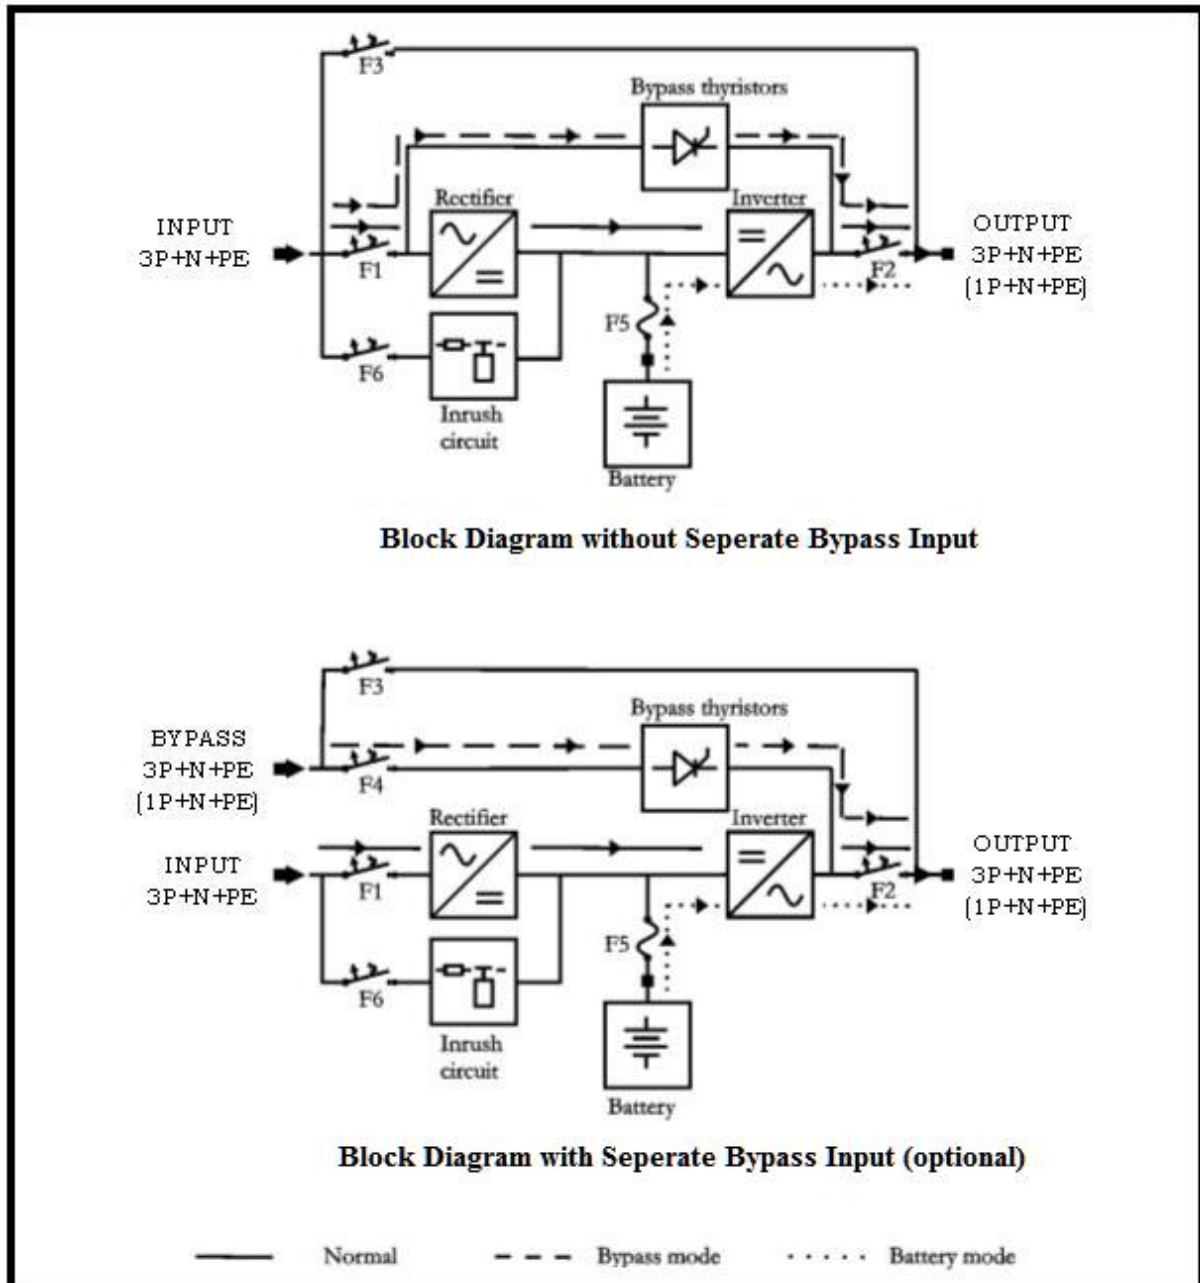 F3
Bypass thyristors
Rectifier
Inverter
INPUT
3P+N+PE
F1
F2
OUTPUT
3P+N+PE
(1P+N+PE)
F5
F6
Inrush
circuit
Battery
Block Diagram without Seperate Bypass Input
F3
Bypass thyristors
BYPASS
3P+N+PE
(1P+N+PE)
F4
Rectifier
Inverter
INPUT
3P+N+PE
F1
F2
OUTPUT
3P+N+PE
(1P+N+PE)
F5
F6
Inrush
circuit
Battery
Block Diagram with Seperate Bypass Input (optional)
Normal
Bypass mode
Battery mode